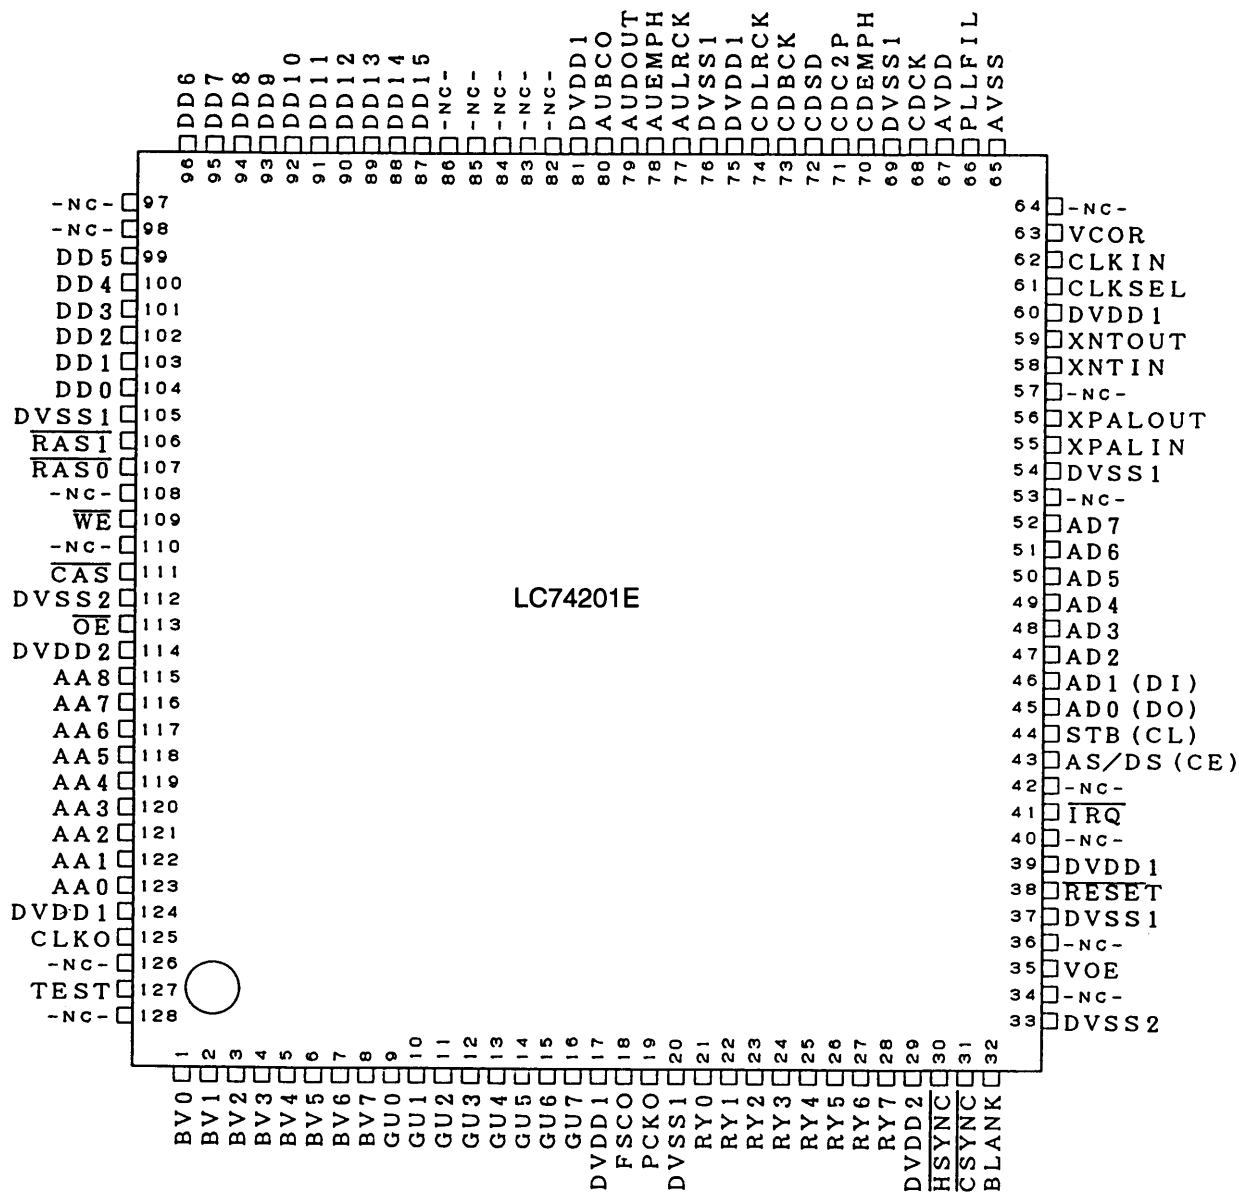 96 DD6
95 DD7
94 DD8
93 DD9
92 DD10
91 DD11
90 DD12
89 DD13
88 DD14
87 DD15
86 -NC-
85 -NC-
84 -NC-
83 -NC-
82 -NC-
81 DVDD1
80 AUBCO
79 AUDOUT
78 AUEMPH
77 AULRCK
76 DVSS1
75 DVDD1
74 CDLRCK
73 CDBCK
72 CDSD
71 CDC2P
70 CDEMPH
69 DVSS1
68 CDCK
67 AVDD
66 PLLFIL
65 AVSS
-NC- 97
-NC- 98
DD5 99
DD4 100
DD3 101
DD2 102
DD1 103
DD0 104
DVSS1 105
RAS1 106
RAS0 107
-NC- 108
WE 109
-NC- 110
CAS 111
DVSS2 112
OE 113
DVDD2 114
AA8 115
AA7 116
AA6 117
AA5 118
AA4 119
AA3 120
AA2 121
AA1 122
AA0 123
DVDD1 124
CLKO 125
-NC- 126
TEST 127
-NC- 128
LC74201E
64 -NC-
63 VCOR
62 CLKIN
61 CLKSEL
60 DVDD1
59 XNTOUT
58 XNTIN
57 -NC-
56 XPALOUT
55 XPALIN
54 DVSS1
53 -NC-
52 AD7
51 AD6
50 AD5
49 AD4
48 AD3
47 AD2
46 AD1 (DI)
45 AD0 (DO)
44 STB (CL)
43 AS/DS (CE)
42 -NC-
41 IRQ
40 -NC-
39 DVDD1
38 RESET
37 DVSS1
36 -NC-
35 VOE
34 -NC-
33 DVSS2
1 BV0
2 BV1
3 BV2
4 BV3
5 BV4
6 BV5
7 BV6
8 BV7
9 GU0
10 GU1
11 GU2
12 GU3
13 GU4
14 GU5
15 GU6
16 GU7
17 DVDD1
18 FSCO
19 PCKO
20 DVSS1
21 RY0
22 RY1
23 RY2
24 RY3
25 RY4
26 RY5
27 RY6
28 RY7
29 DVDD2
30 HSYNC
31 CSYNC
32 BLANK